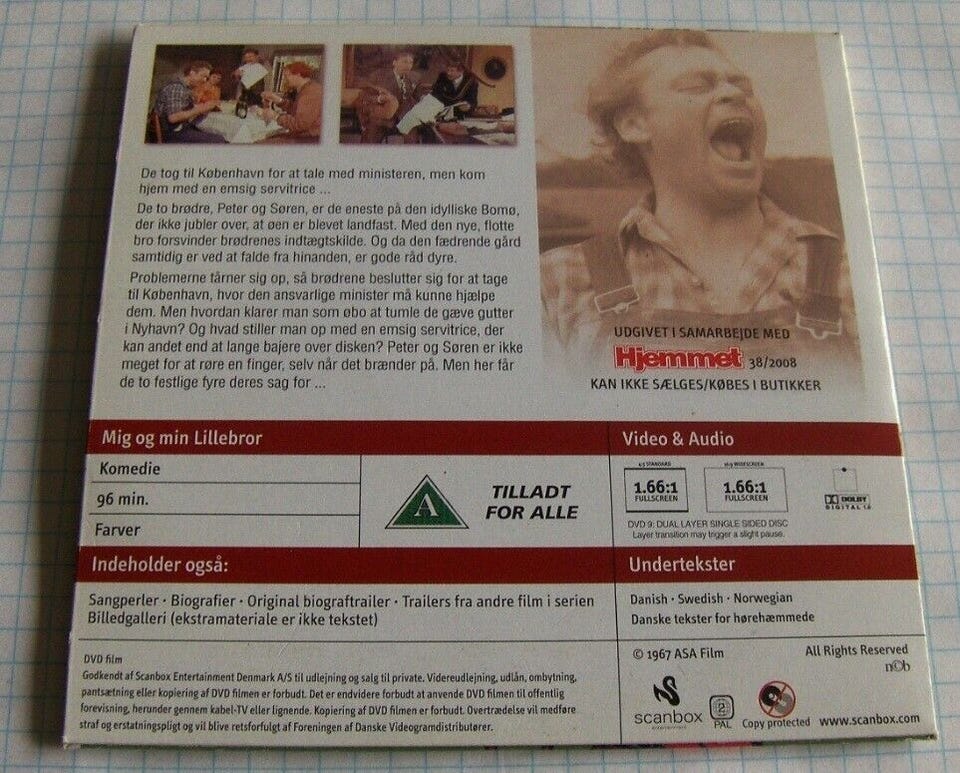 De tog til København for at tale med ministeren, men kom
hjem med en emsig servitrice ...
De to brødre, Peter og Søren, er de eneste på den idylliske Bomø,
der ikke jubler over, at øen er blevet landfast. Med den nye, flotte
bro forsvinder brødrenes indtægtskilde. Og da den fædrende gård
samtidig er ved at falde fra hinanden, er gode råd dyre.
Problemerne tårner sig op, så brødrene beslutter sig for at tage
til København, hvor den ansvarlige minister må kunne hjælpe
dem. Men hvordan klarer man som øbo at tumle de gæve gutter
i Nyhavn? Og hvad stiller man op med en emsig servitrice, der
kan andet end at lange bajere over disken? Peter og Søren er ikke
meget for at røre en finger, selv når det brænder på. Men her får
de to festlige fyre deres sag for ...
UDGIVET I SAMARBEJDE MED
Hjemmet 38/2008
KAN IKKE SÆLGES/KØBES I BUTIKKER
Mig og min Lillebror
Komedie
96 min.
Farver
A
TILLADT
FOR ALLE
Video & Audio
4:3 STANDARD
1.66:1
FULLSCREEN
16:9 WIDESCREEN
1.66:1
FULLSCREEN
DOLBY
DIGITAL 1.0
DVD 9: DUAL LAYER SINGLE SIDED DISC
Layer transition may trigger a slight pause.
Indeholder også:
Sangperler · Biografier · Original biograftrailer · Trailers fra andre film i serien
Billedgalleri (ekstramateriale er ikke tekstet)
Undertekster
Danish · Swedish · Norwegian
Danske tekster for hørehæmmede
DVD film
Godkendt af Scanbox Entertainment Denmark A/S til udlejning og salg til private. Videreudlejning, udlån, ombytning,
pantsætning eller kopiering af DVD filmen er forbudt. Det er endvidere forbudt at anvende DVD filmen til offentlig
forevisning, herunder gennem kabel-TV eller lignende. Kopiering af DVD filmen er forbudt. Overtrædelse vil medføre
straf og erstatningspligt og vil blive retsforfulgt af Foreningen af Danske Videogramdistributører.
© 1967 ASA Film
All Rights Reserved
n©b
scanbox
entertainment
2
PAL
Copy protected
www.scanbox.com